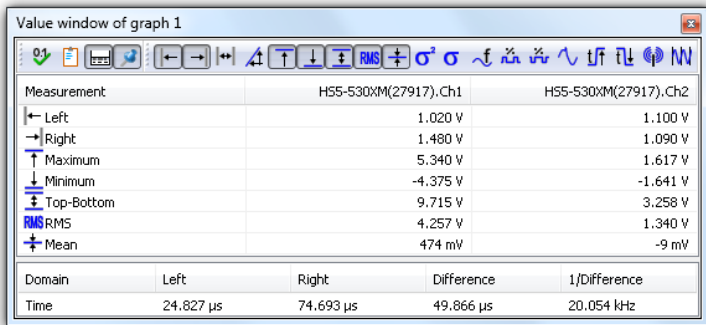 Value window of graph 1
0.1 RMS σ² σ f % %
Measurement HS5-530XM(27917).Ch1 HS5-530XM(27917).Ch2
Left 1.020 V 1.100 V
Right 1.480 V 1.090 V
Maximum 5.340 V 1.617 V
Minimum -4.375 V -1.641 V
Top-Bottom 9.715 V 3.258 V
RMS RMS 4.257 V 1.340 V
Mean 474 mV -9 mV
Domain Left Right Difference 1/Difference
Time 24.827 µs 74.693 µs 49.866 µs 20.054 kHz